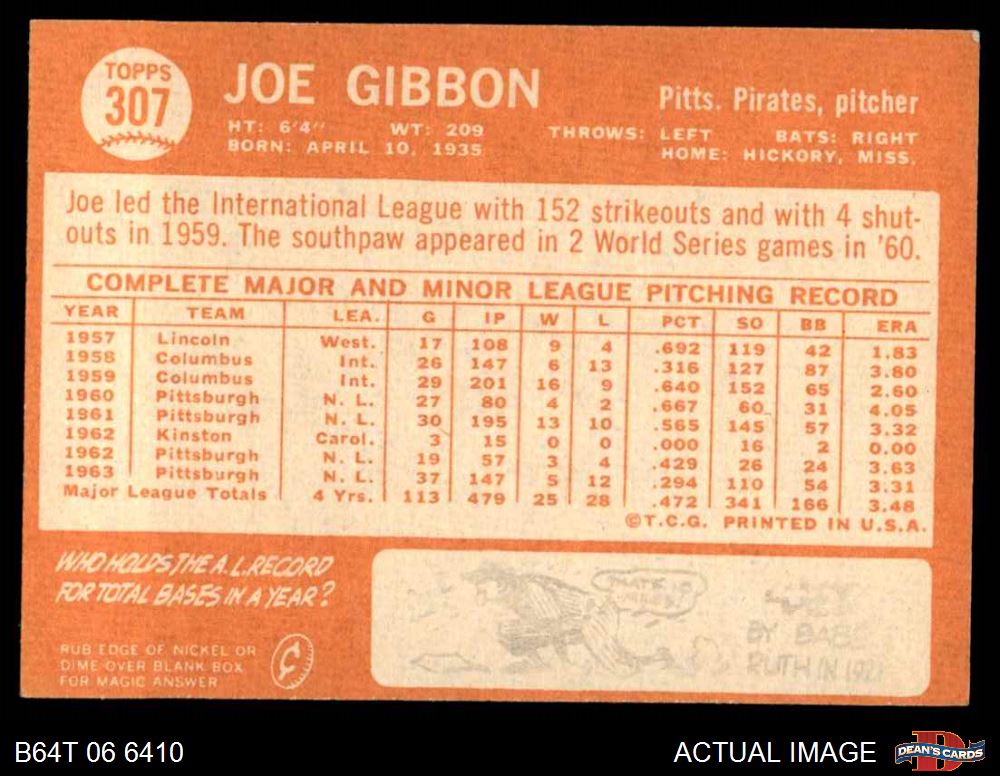 TOPPS
307
JOE GIBBON
Pitts. Pirates, pitcher
HT: 6'4" WT: 209 THROWS: LEFT BATS: RIGHT
BORN: APRIL 10, 1935 HOME: HICKORY, MISS.
Joe led the International League with 152 strikeouts and with 4 shut-
outs in 1959. The southpaw appeared in 2 World Series games in '60.
COMPLETE MAJOR AND MINOR LEAGUE PITCHING RECORD
YEAR TEAM LEA. G IP W L PCT SO BB ERA
1957 Lincoln West. 17 108 9 4 .692 119 42 1.83
1958 Columbus Int. 26 147 6 13 .316 127 87 3.80
1959 Columbus Int. 29 201 16 9 .640 152 65 2.60
1960 Pittsburgh N. L. 27 80 4 2 .667 60 31 4.05
1961 Pittsburgh N. L. 30 195 13 10 .565 145 57 3.32
1962 Kinston Carol. 3 15 0 0 .000 16 2 0.00
1962 Pittsburgh N. L. 19 57 3 4 .429 26 24 3.63
1963 Pittsburgh N. L. 37 147 5 12 .294 110 54 3.31
Major League Totals 4 Yrs. 113 479 25 28 .472 341 166 3.48
©T.C.G. PRINTED IN U.S.A.
WHO HOLDS THE A.L. RECORD
FOR TOTAL BASES IN A YEAR?
RUB EDGE OF NICKEL OR
DIME OVER BLANK BOX
FOR MAGIC ANSWER
BY BABE
RUTH IN 1921
B64T 06 6410
ACTUAL IMAGE
DEAN'S CARDS